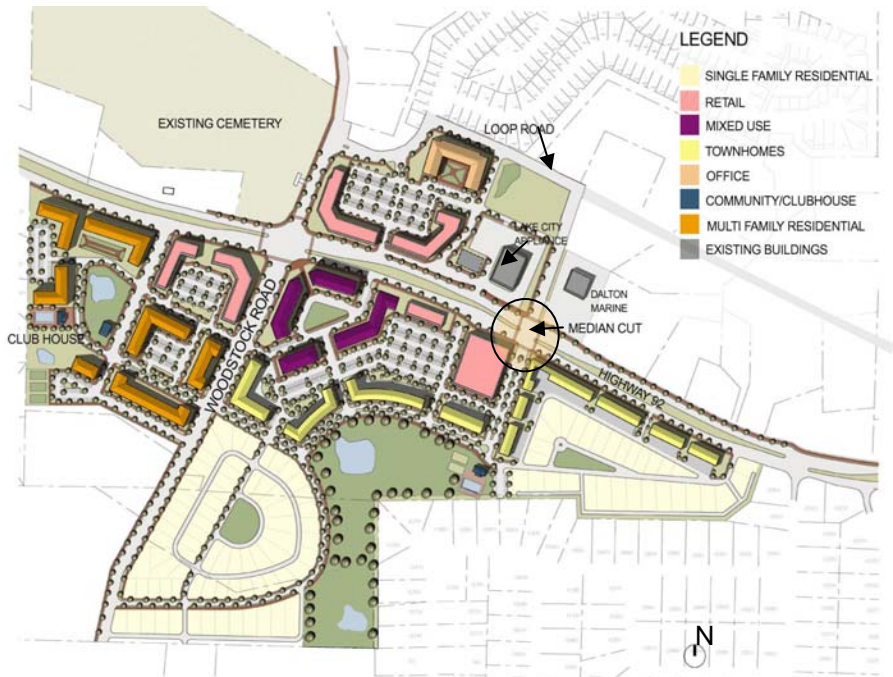 LEGEND
SINGLE FAMILY RESIDENTIAL
RETAIL
MIXED USE
TOWNHOMES
OFFICE
COMMUNITY/CLUBHOUSE
MULTI FAMILY RESIDENTIAL
EXISTING BUILDINGS
EXISTING CEMETERY
LOOP ROAD
LAKE CITY
APPLIANCE
DALTON
MARINE
MEDIAN CUT
CLUB HOUSE
WOODSTOCK ROAD
HIGHWAY 92
N